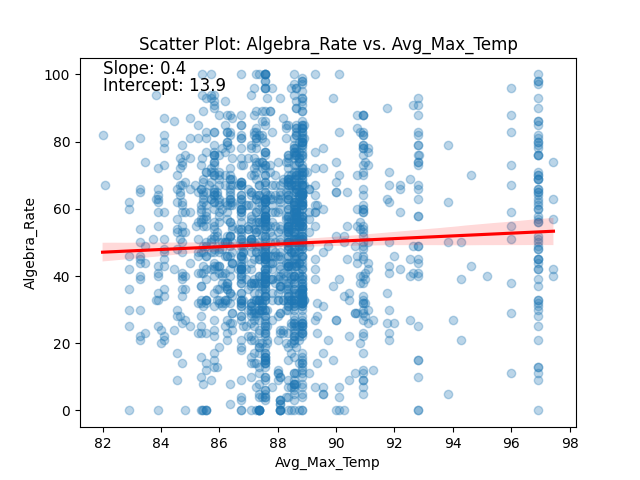 Scatter Plot: Algebra_Rate vs. Avg_Max_Temp
Slope: 0.4
Intercept: 13.9
100
80
60
40
20
0
Algebra_Rate
82 84 86 88 90 92 94 96 98
Avg_Max_Temp